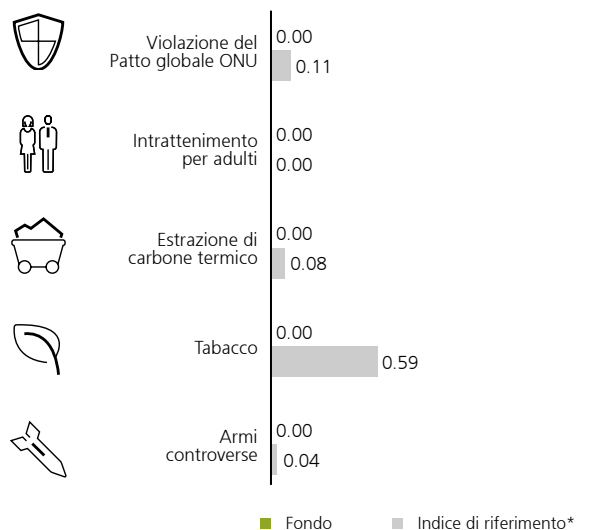 0.00
Violazione del
Patto globale ONU
0.11
0.00
Intrattenimento
per adulti
0.00
0.00
Estrazione di
carbone termico
0.08
0.00
Tabacco
0.59
0.00
Armi
controverse
0.04
Fondo Indice di riferimento*